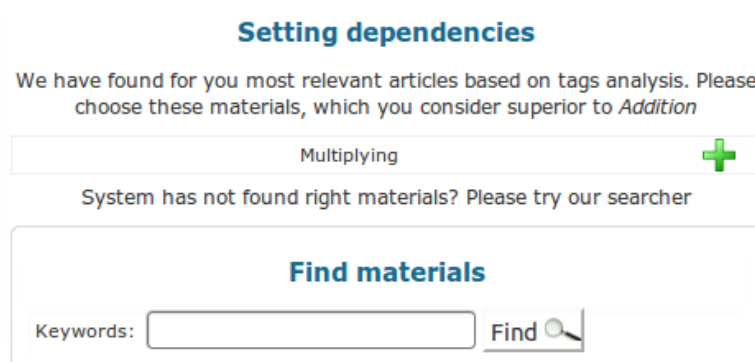 Setting dependencies
We have found for you most relevant articles based on tags analysis. Please
choose these materials, which you consider superior to Addition
Multiplying
System has not found right materials? Please try our searcher
Find materials
Keywords: Find